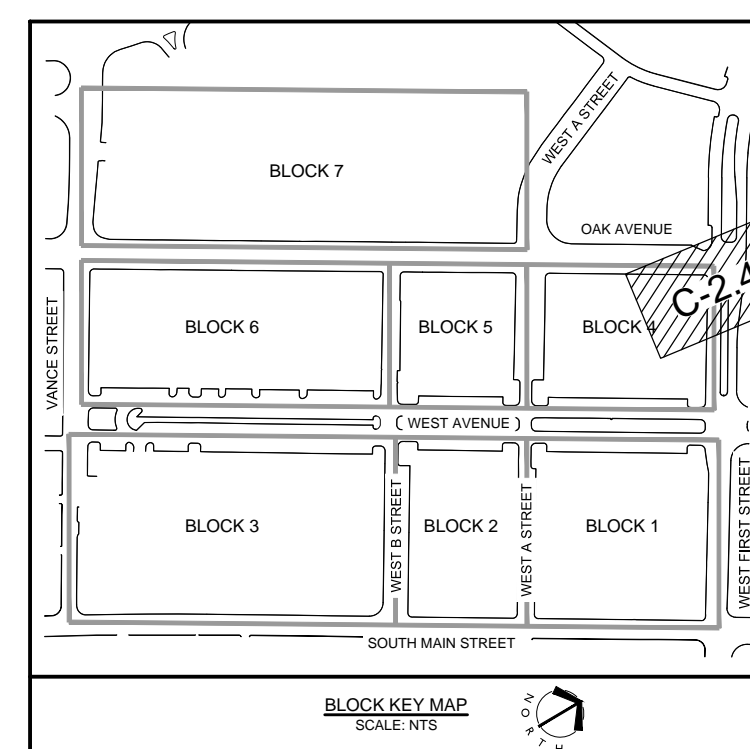 WEST A STREET
BLOCK 7
OAK AVENUE
C-2.4
VANCE STREET
BLOCK 6
BLOCK 5
BLOCK 4
WEST AVENUE
BLOCK 3
WEST B STREET
BLOCK 2
WEST A STREET
BLOCK 1
WEST FIRST STREET
SOUTH MAIN STREET
BLOCK KEY MAP
SCALE: NTS
NORTH